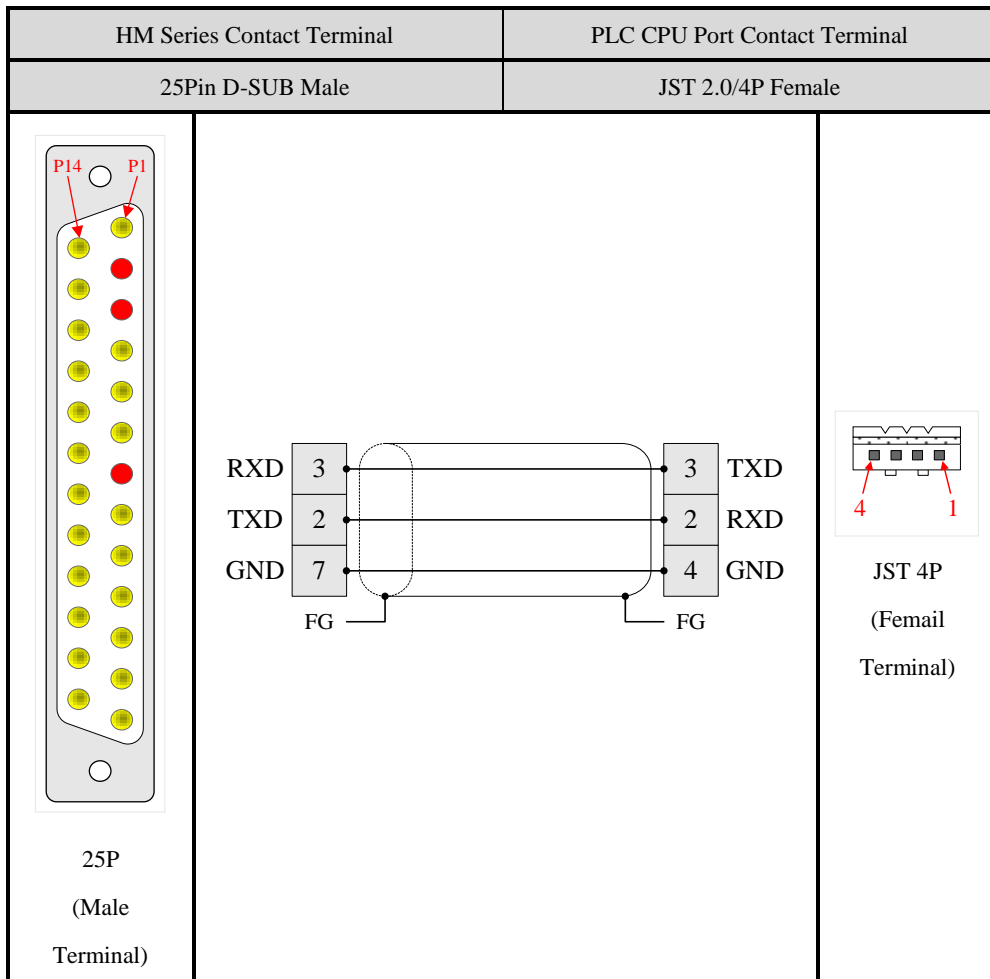 HM Series Contact Terminal
PLC CPU Port Contact Terminal
25Pin D-SUB Male
JST 2.0/4P Female
P14
P1
25P
(Male
Terminal)
RXD 3
3 TXD
TXD 2
2 RXD
GND 7
4 GND
FG
FG
4
1
JST 4P
(Femail
Terminal)